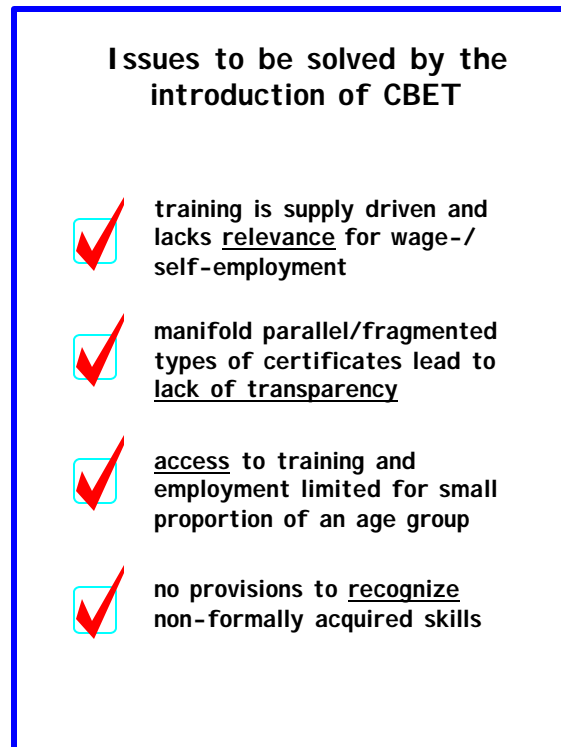 Issues to be solved by the
introduction of CBET
training is supply driven and
lacks relevance for wage-/
self-employment
manifold parallel/fragmented
types of certificates lead to
lack of transparency
access to training and
employment limited for small
proportion of an age group
no provisions to recognize
non-formally acquired skills